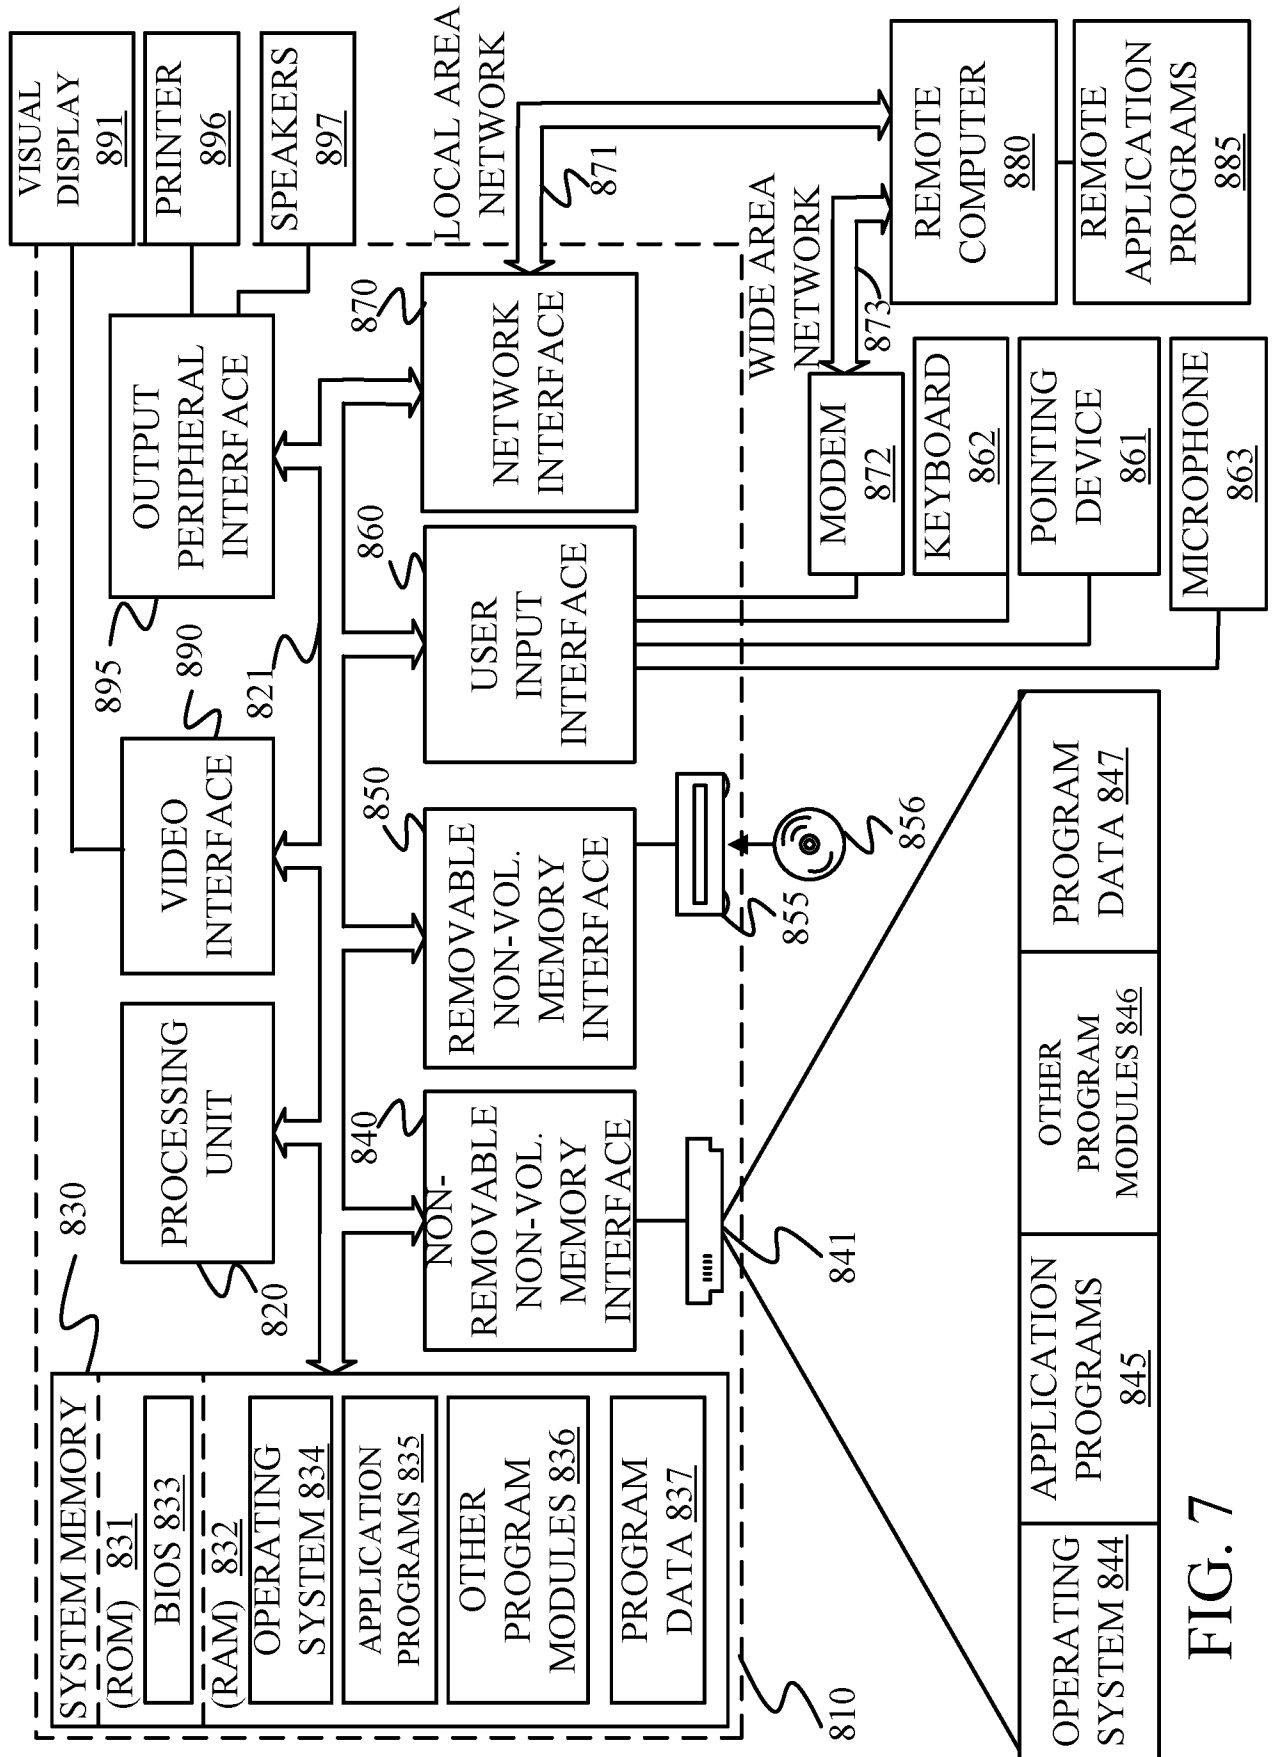 SYSTEM MEMORY
(ROM) 831
BIOS 833
(RAM) 832
OPERATING
SYSTEM 834
APPLICATION
PROGRAMS 835
OTHER
PROGRAM
MODULES 836
PROGRAM
DATA 837
810
830
PROCESSING
UNIT
820
VIDEO
INTERFACE
890
821
OUTPUT
PERIPHERAL
INTERFACE
895
VISUAL
DISPLAY
891
PRINTER
896
SPEAKERS
897
NON-
REMOVABLE
NON-VOL.
MEMORY
INTERFACE
840
REMOVABLE
NON-VOL.
MEMORY
INTERFACE
850
USER
INPUT
INTERFACE
860
NETWORK
INTERFACE
870
LOCAL AREA
NETWORK
871
841
855
856
WIDE AREA
NETWORK
873
MODEM
872
KEYBOARD
862
POINTING
DEVICE
861
MICROPHONE
863
REMOTE
COMPUTER
880
REMOTE
APPLICATION
PROGRAMS
885
OPERATING
SYSTEM 844
APPLICATION
PROGRAMS
845
OTHER
PROGRAM
MODULES 846
PROGRAM
DATA 847
FIG. 7